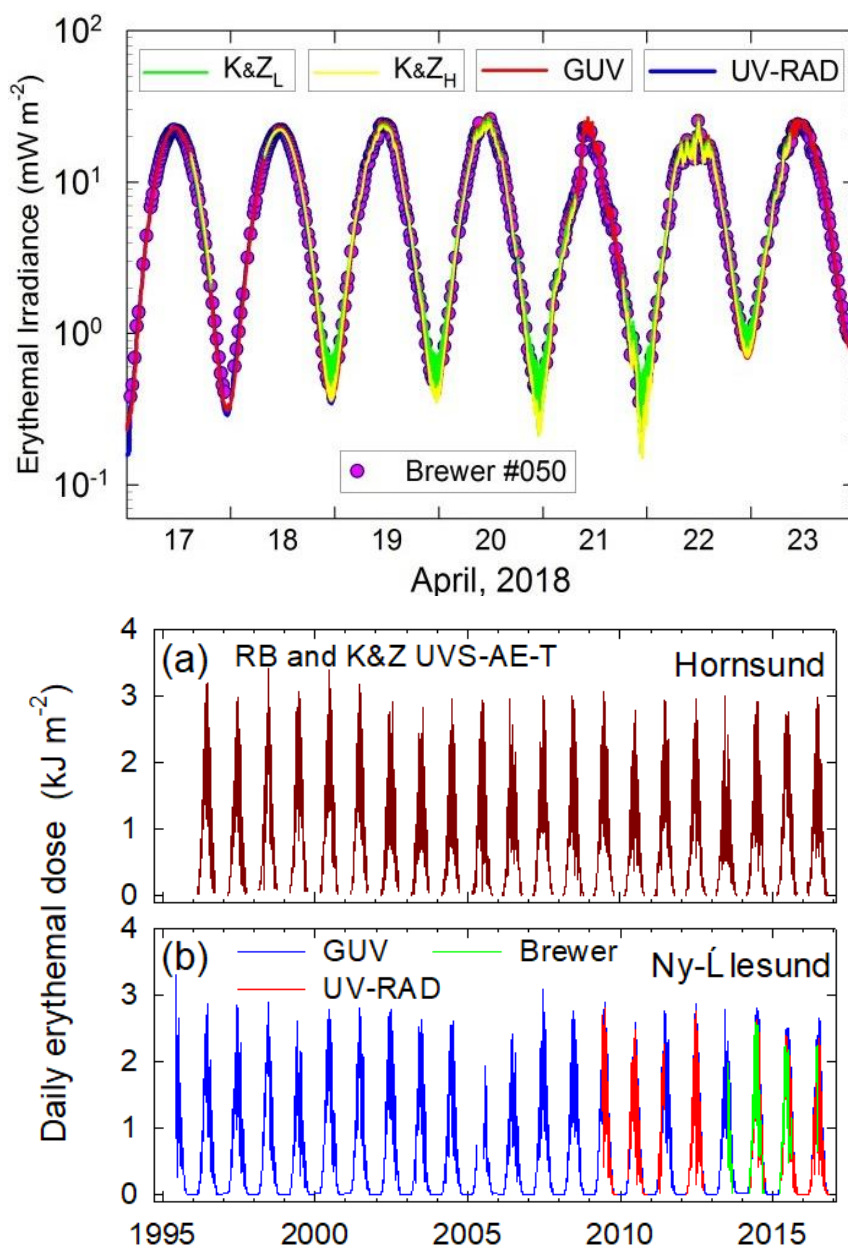 10²
K&Z_L K&Z_H GUV UV-RAD
10¹
10⁰
10⁻¹
Erythemal Irradiance (mW m⁻²)
Brewer #050
17 18 19 20 21 22 23
April, 2018
Daily erythemal dose (kJ m⁻²)
4
(a) RB and K&Z UVS-AE-T Hornsund
3
2
1
0
4
(b) GUV Brewer Ny-Ĺlesund
UV-RAD
3
2
1
0
1995 2000 2005 2010 2015